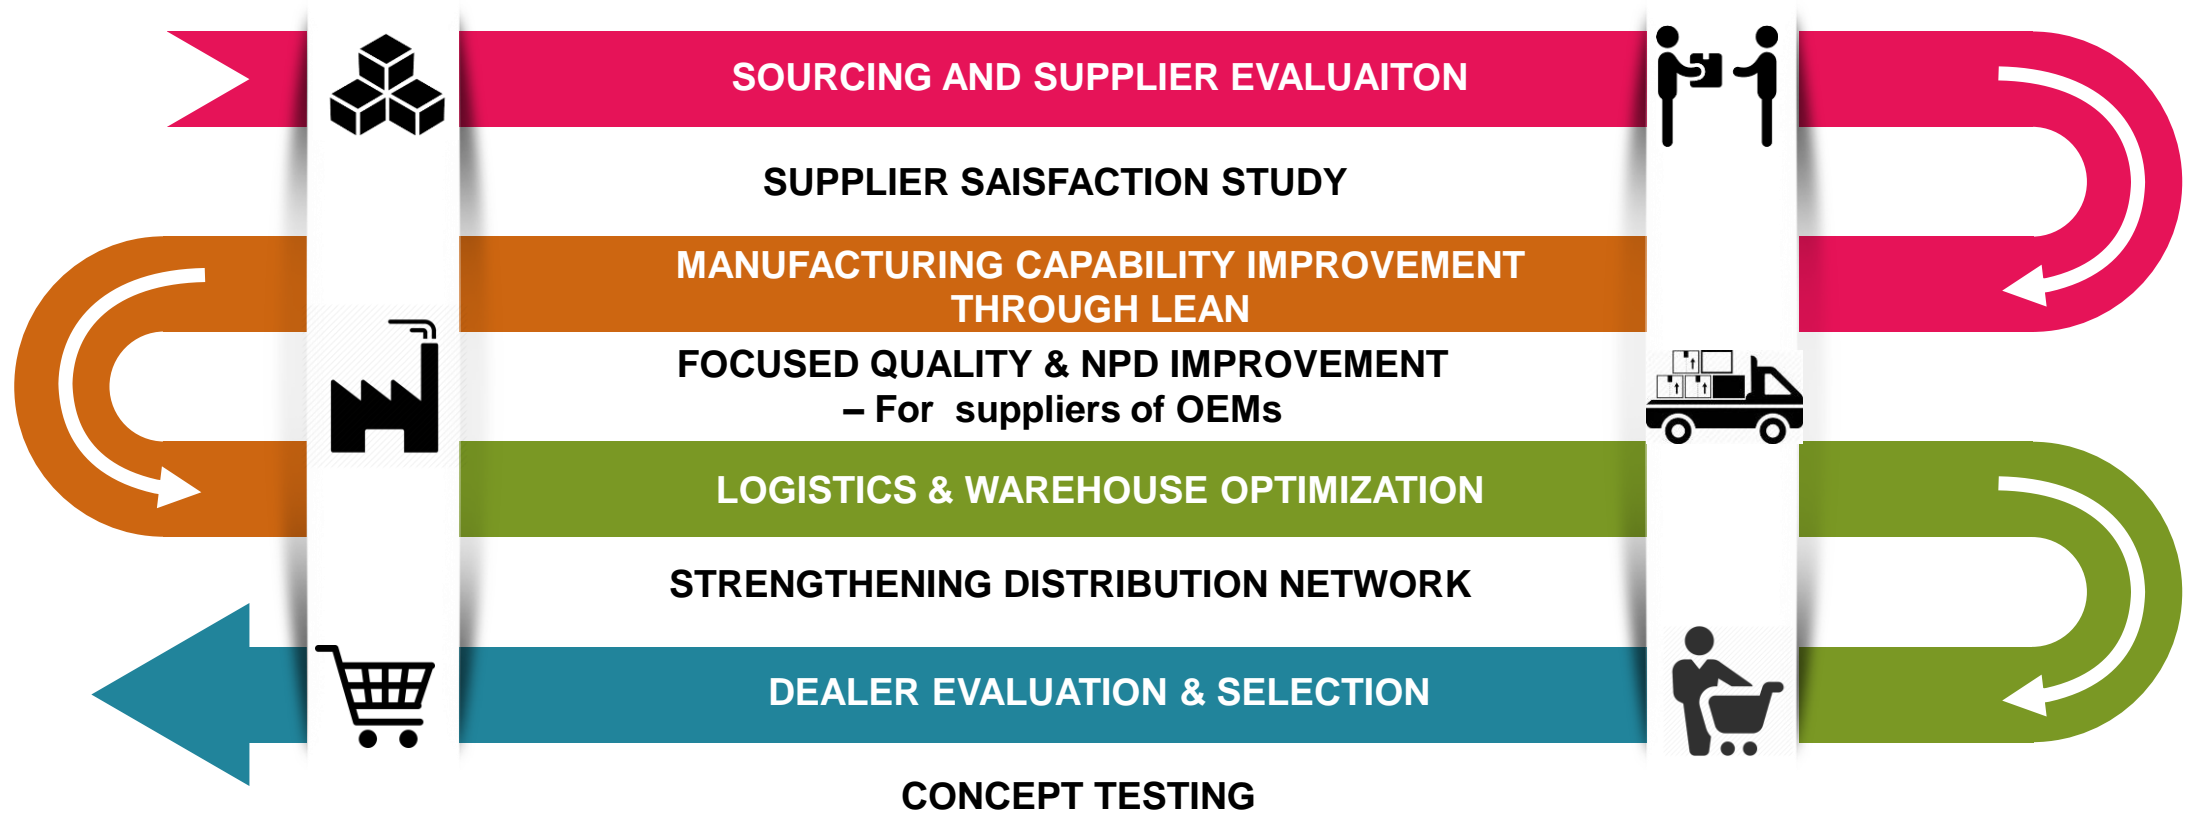 SOURCING AND SUPPLIER EVALUAITON
SUPPLIER SAISFACTION STUDY
MANUFACTURING CAPABILITY IMPROVEMENT
THROUGH LEAN
FOCUSED QUALITY & NPD IMPROVEMENT
– For  suppliers of OEMs
LOGISTICS & WAREHOUSE OPTIMIZATION
STRENGTHENING DISTRIBUTION NETWORK
DEALER EVALUATION & SELECTION
CONCEPT TESTING